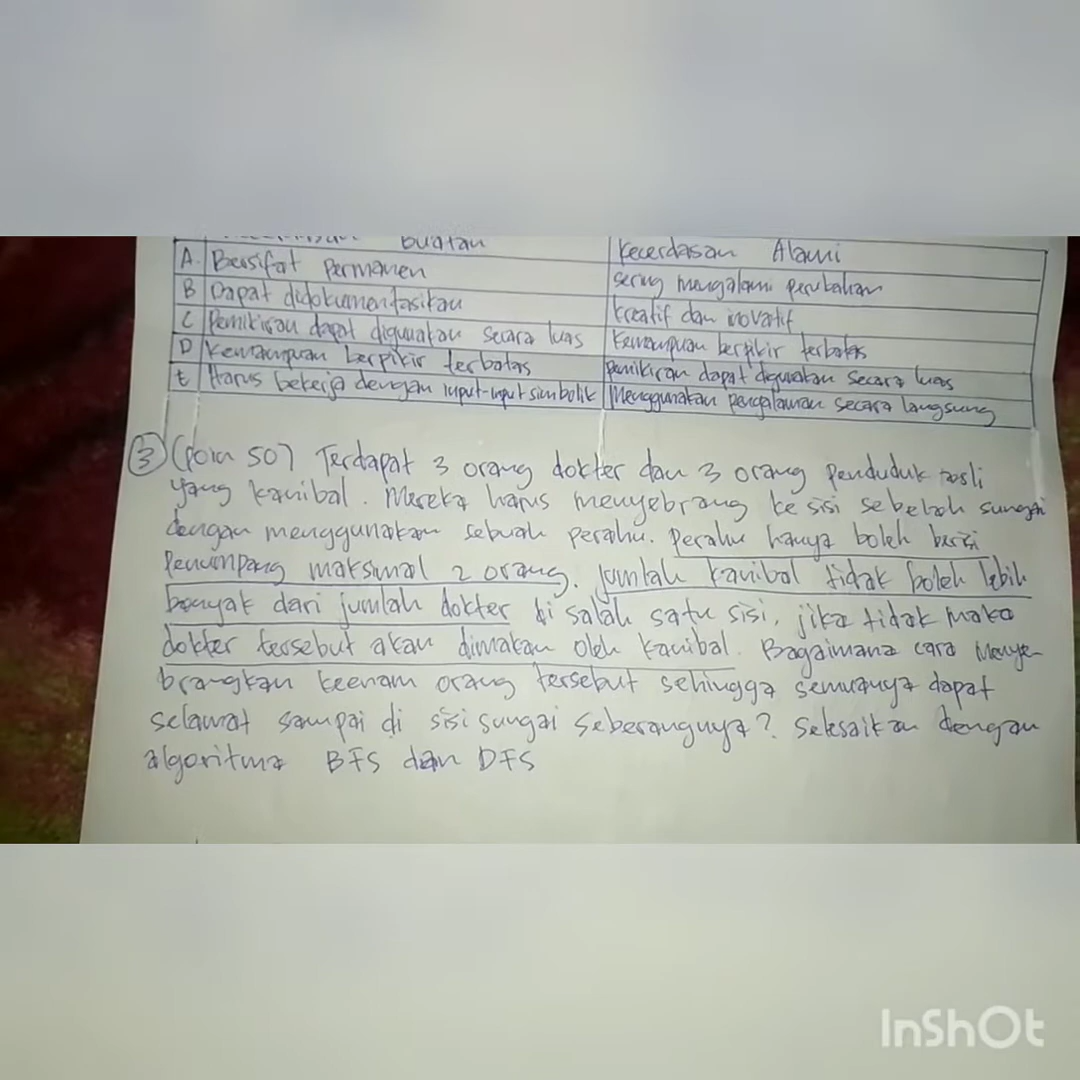 buatan Kecerdasan Alami
A. Bersifat Permanen sering mengalami perubahan
B Dapat didokumentasikan kreatif dan inovatif
C Pemikiran dapat digunakan secara luas Kemampuan berpikir terbatas
D Kemampuan berpikir terbatas pemikiran dapat digunakan secara luas
E Harus bekerja dengan input-input simbolik Menggunakan pengalaman secara langsung
3 (poin 50) Terdapat 3 orang dokter dan 3 orang penduduk asli
yang kanibal. Mereka harus menyebrang ke sisi sebelah sungai
dengan menggunakan sebuah perahu. Perahu hanya boleh berisi
Penumpang maksimal 2 orang. Jumlah kanibal tidak boleh lebih
banyak dari jumlah dokter di salah satu sisi, jika tidak maka
dokter tersebut akan dimakan oleh kanibal. Bagaimana cara menye-
brangkan keenam orang tersebut sehingga semuanya dapat
selamat sampai di sisi sungai seberangnya? Selesaikan dengan
algoritma BFS dan DFS
InShOt